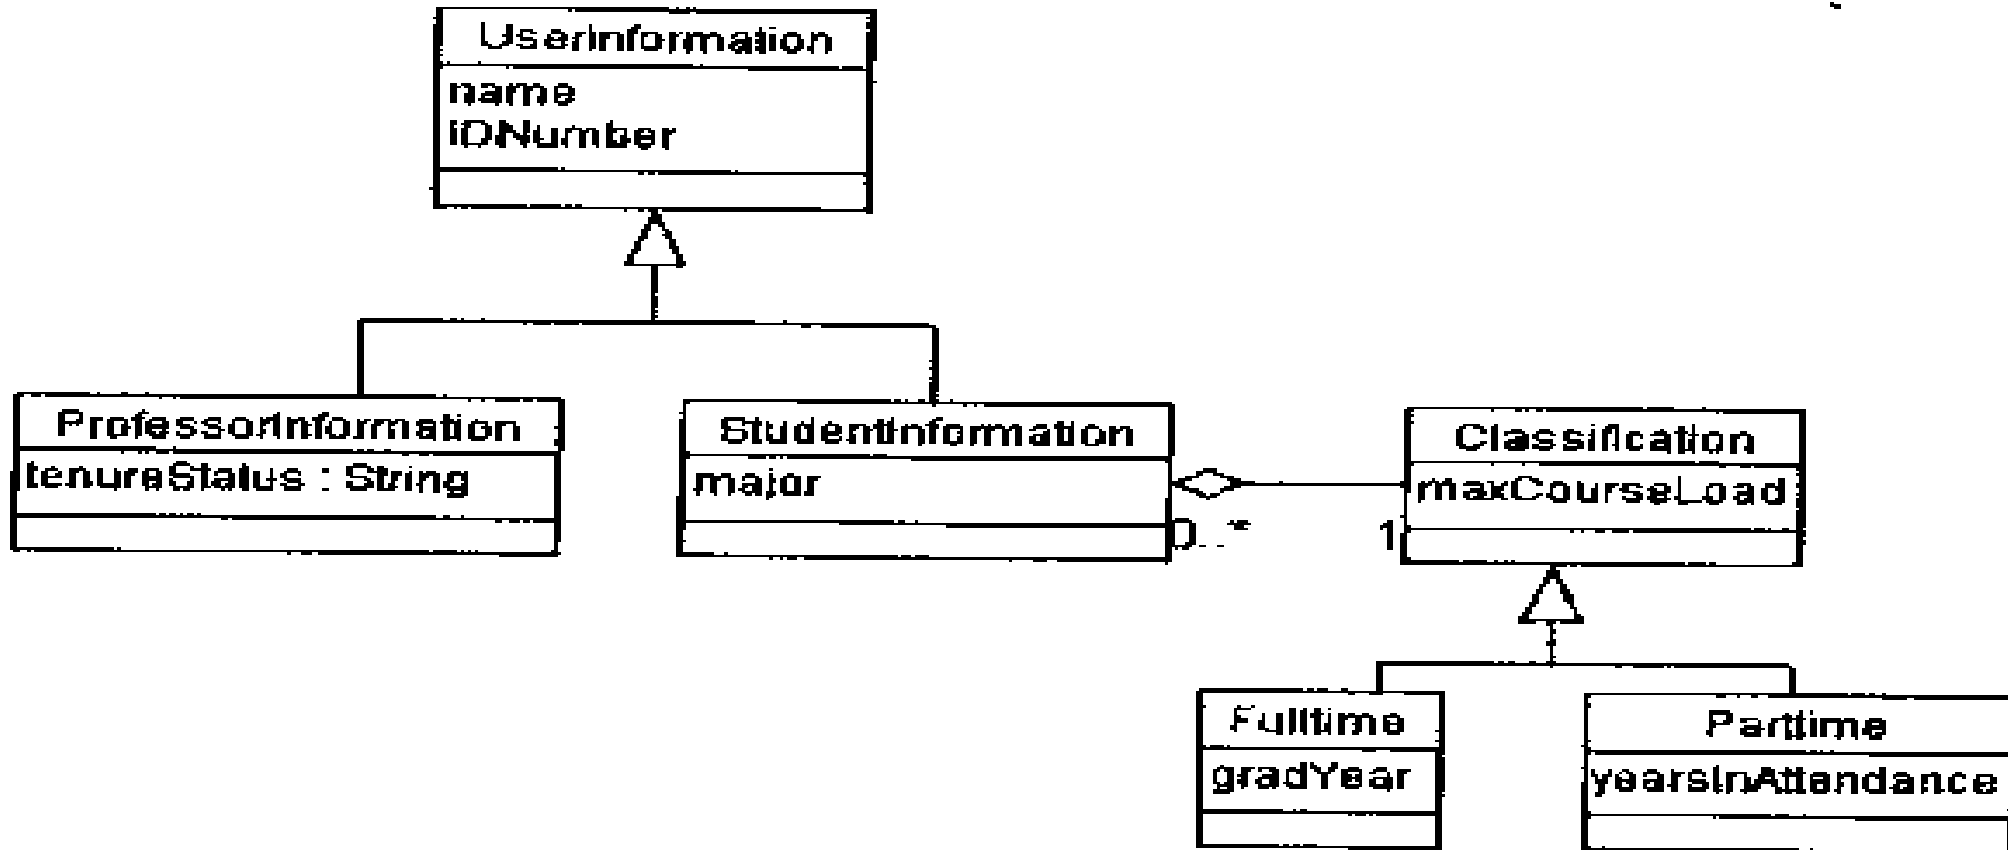 UserInformation
name
IDNumber
ProfessorInformation
tenureStatus : String
StudentInformation
major
0..*
1
Classification
maxCourseLoad
Fulltime
gradYear
Parttime
yearsInAttendance